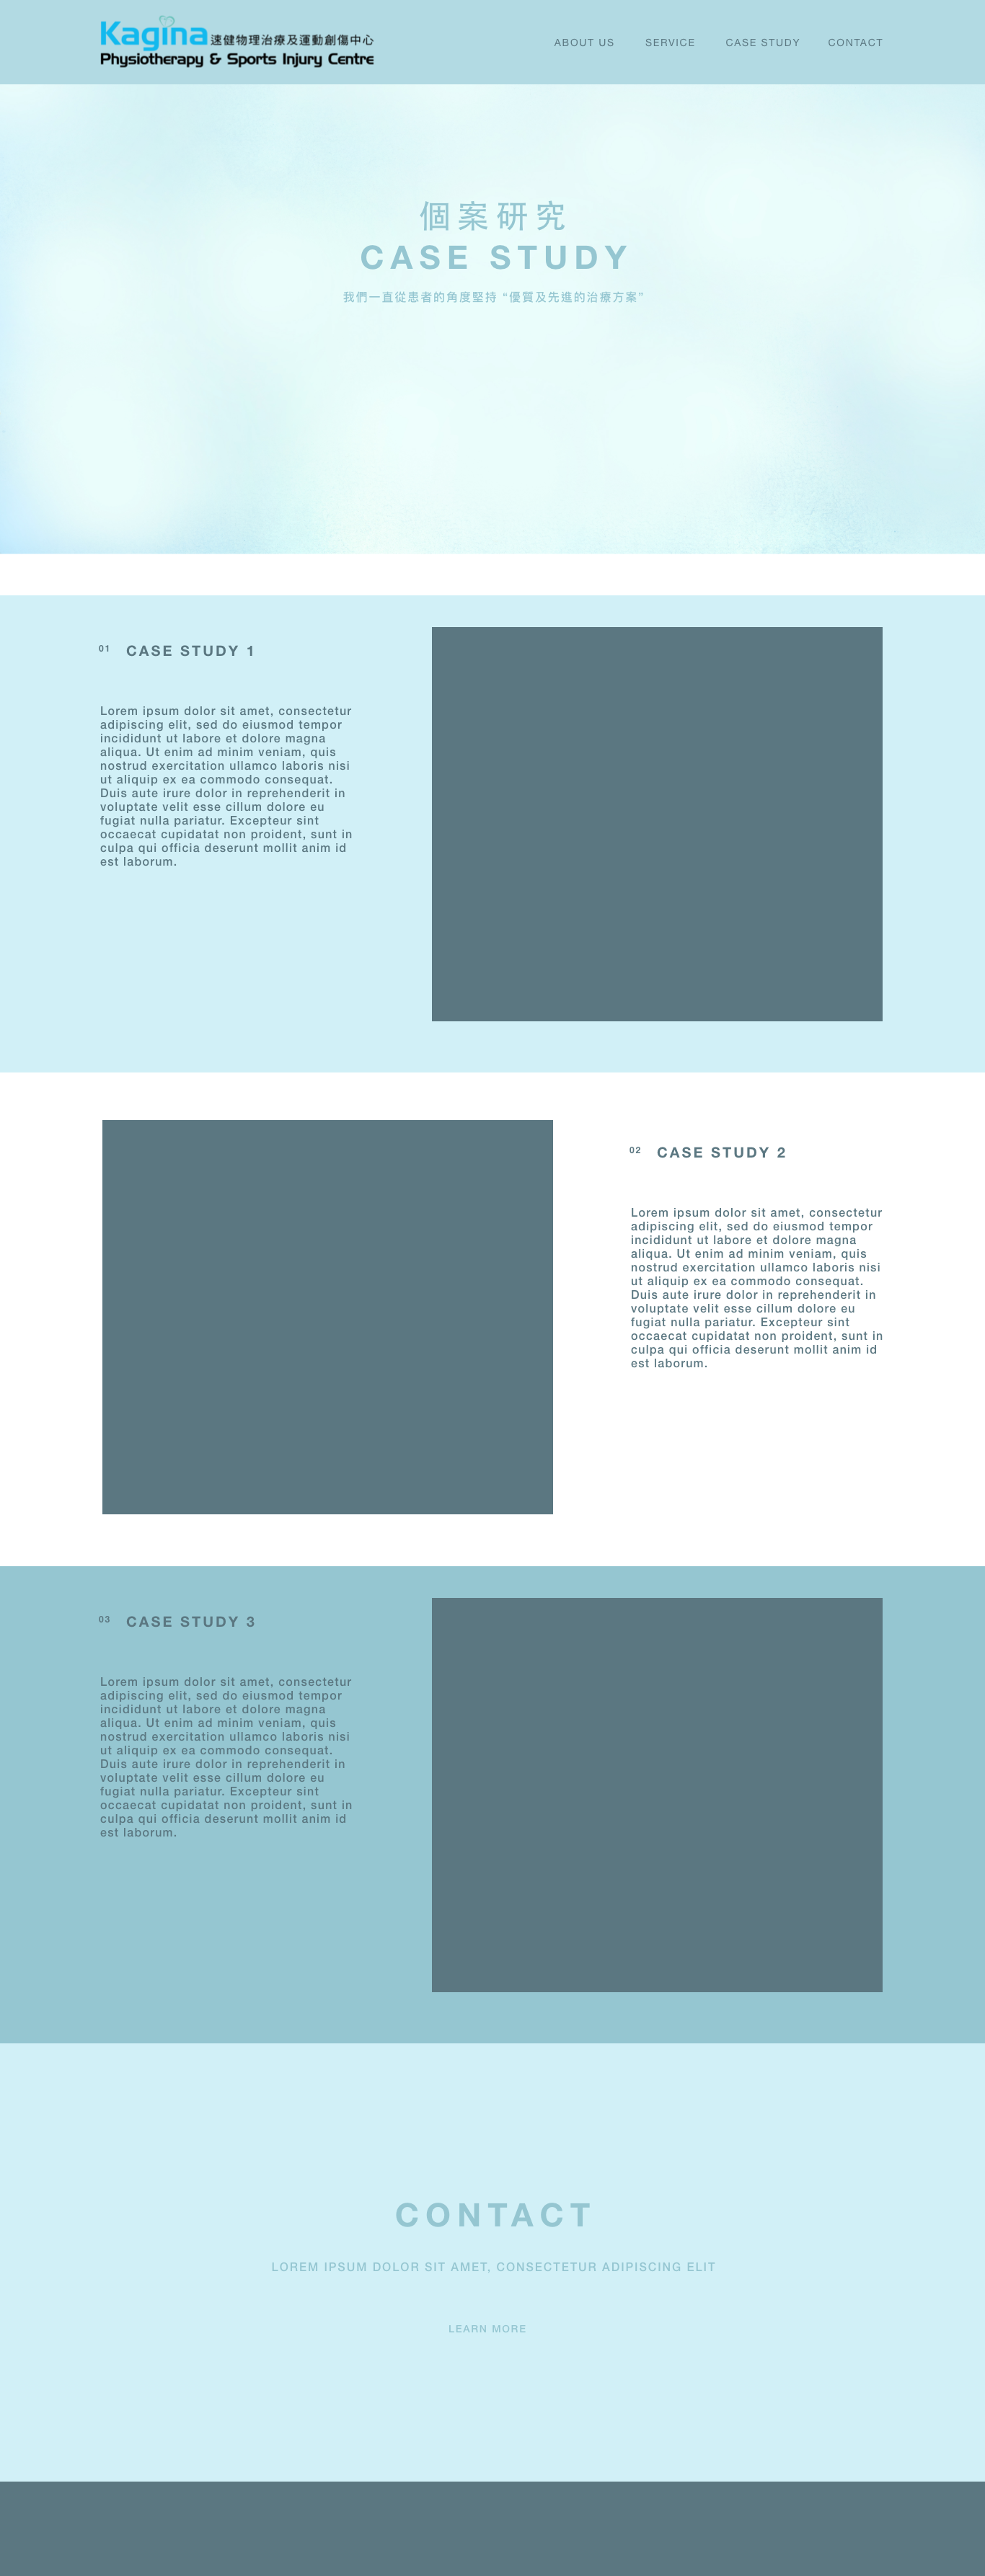 Kagina 速健物理治療及運動創傷中心
Physiotherapy & Sports Injury Centre
ABOUT US SERVICE CASE STUDY CONTACT
個案研究
CASE STUDY
我們一直從患者的角度堅持 “優質及先進的治療方案”
01 CASE STUDY 1
Lorem ipsum dolor sit amet, consectetur
adipiscing elit, sed do eiusmod tempor
incididunt ut labore et dolore magna
aliqua. Ut enim ad minim veniam, quis
nostrud exercitation ullamco laboris nisi
ut aliquip ex ea commodo consequat.
Duis aute irure dolor in reprehenderit in
voluptate velit esse cillum dolore eu
fugiat nulla pariatur. Excepteur sint
occaecat cupidatat non proident, sunt in
culpa qui officia deserunt mollit anim id
est laborum.
02 CASE STUDY 2
Lorem ipsum dolor sit amet, consectetur
adipiscing elit, sed do eiusmod tempor
incididunt ut labore et dolore magna
aliqua. Ut enim ad minim veniam, quis
nostrud exercitation ullamco laboris nisi
ut aliquip ex ea commodo consequat.
Duis aute irure dolor in reprehenderit in
voluptate velit esse cillum dolore eu
fugiat nulla pariatur. Excepteur sint
occaecat cupidatat non proident, sunt in
culpa qui officia deserunt mollit anim id
est laborum.
03 CASE STUDY 3
Lorem ipsum dolor sit amet, consectetur
adipiscing elit, sed do eiusmod tempor
incididunt ut labore et dolore magna
aliqua. Ut enim ad minim veniam, quis
nostrud exercitation ullamco laboris nisi
ut aliquip ex ea commodo consequat.
Duis aute irure dolor in reprehenderit in
voluptate velit esse cillum dolore eu
fugiat nulla pariatur. Excepteur sint
occaecat cupidatat non proident, sunt in
culpa qui officia deserunt mollit anim id
est laborum.
CONTACT
LOREM IPSUM DOLOR SIT AMET, CONSECTETUR ADIPISCING ELIT
LEARN MORE